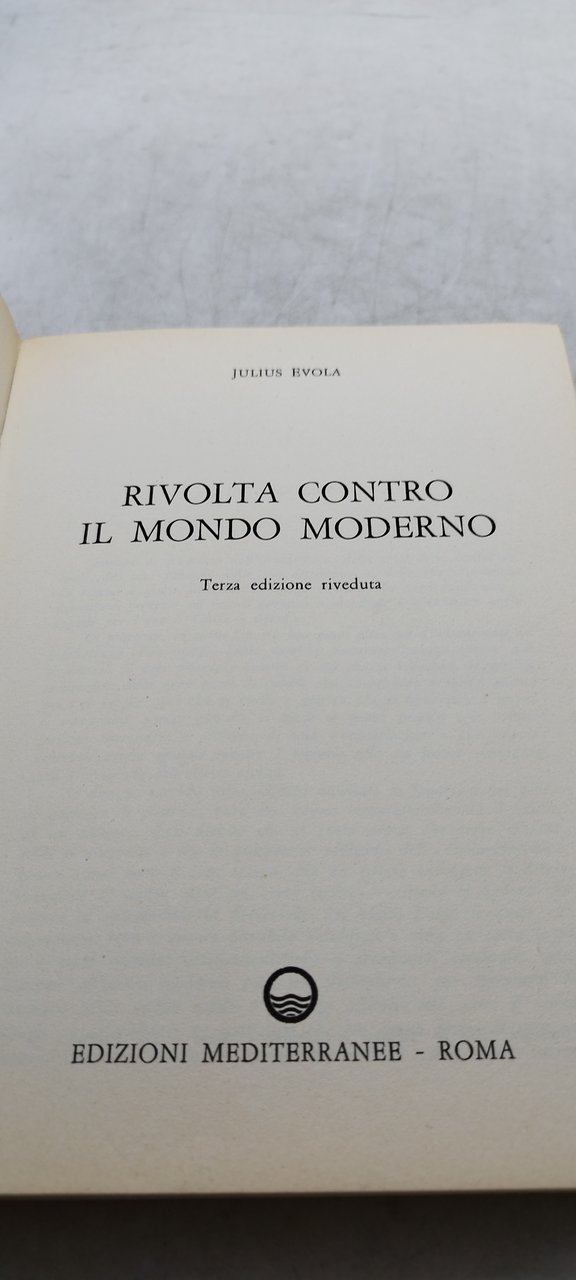 JULIUS EVOLA
RIVOLTA CONTRO
IL MONDO MODERNO
Terza edizione riveduta
EDIZIONI MEDITERRANEE - ROMA